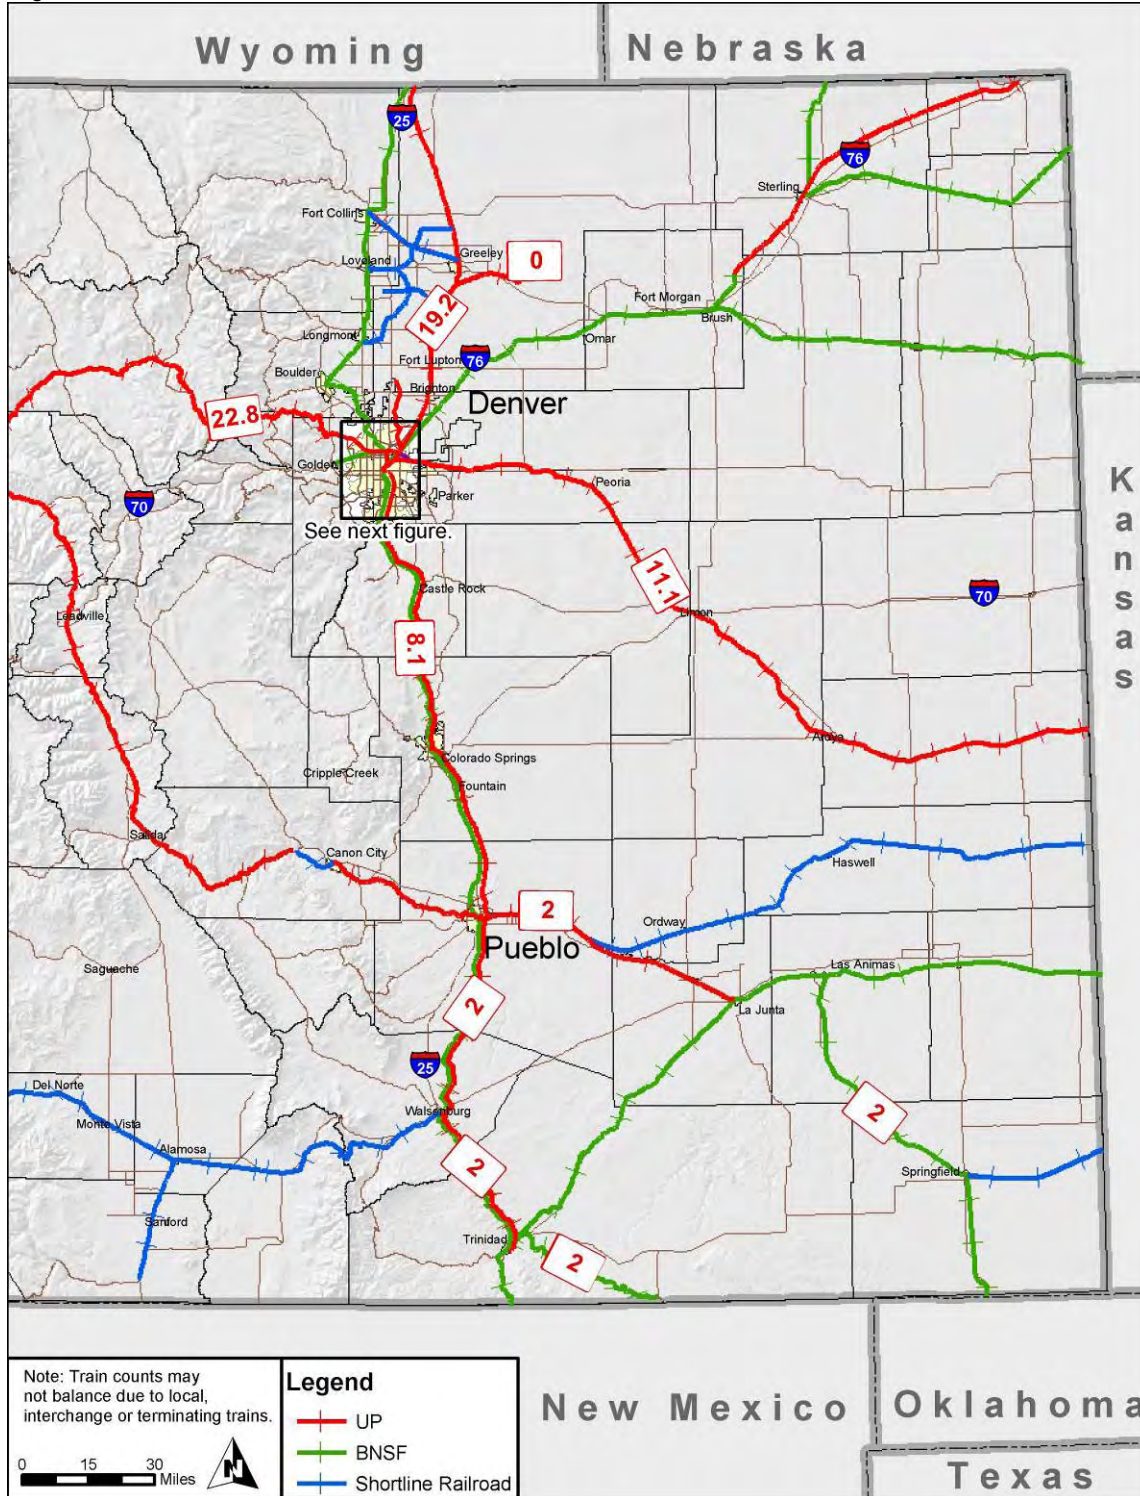 Wyoming
Nebraska
25
76
Sterling
Fort Collins
Loveland
Greeley
0
19.2
Fort Morgan
Brush
Longmont
Omar
Fort Lupton
76
Boulder
Brighton
22.8
Denver
Golden
Peoria
Parker
70
See next figure.
Kansas
11.1
Castle Rock
70
Leadville
Limon
8.1
Aroya
Colorado Springs
Cripple Creek
Fountain
Salida
Canon City
Haswell
2
Ordway
Pueblo
Saguache
Las Animas
2
La Junta
25
Del Norte
Walsenburg
2
Monte Vista
Alamosa
2
Springfield
Sanford
Trinidad
2
Note: Train counts may
not balance due to local,
interchange or terminating trains.
0 15 30
Miles
N
Legend
UP
BNSF
Shortline Railroad
New Mexico
Oklahoma
Texas